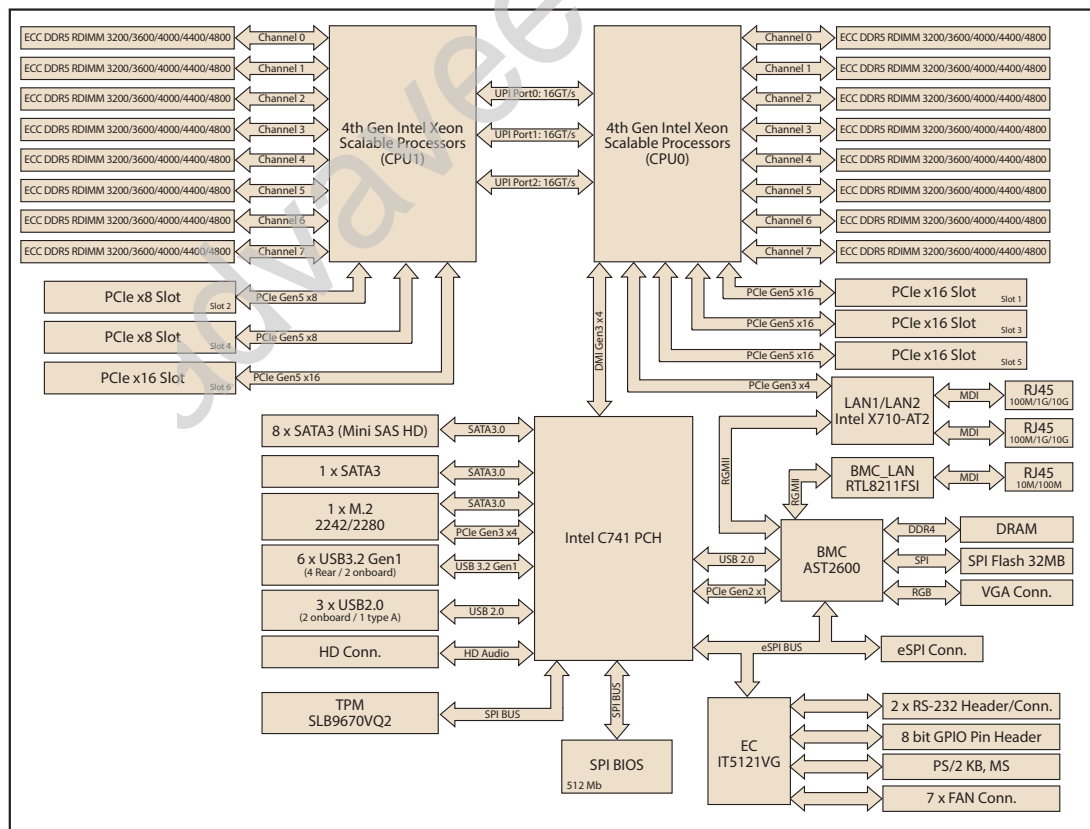 ECC DDR5 RDIMM 3200/3600/4000/4400/4800
Channel 0
ECC DDR5 RDIMM 3200/3600/4000/4400/4800
Channel 1
ECC DDR5 RDIMM 3200/3600/4000/4400/4800
Channel 2
ECC DDR5 RDIMM 3200/3600/4000/4400/4800
Channel 3
ECC DDR5 RDIMM 3200/3600/4000/4400/4800
Channel 4
ECC DDR5 RDIMM 3200/3600/4000/4400/4800
Channel 5
ECC DDR5 RDIMM 3200/3600/4000/4400/4800
Channel 6
ECC DDR5 RDIMM 3200/3600/4000/4400/4800
Channel 7
4th Gen Intel Xeon
Scalable Processors
(CPU1)
UPI Port0: 16GT/s
UPI Port1: 16GT/s
UPI Port2: 16GT/s
4th Gen Intel Xeon
Scalable Processors
(CPU0)
Channel 0
ECC DDR5 RDIMM 3200/3600/4000/4400/4800
Channel 1
ECC DDR5 RDIMM 3200/3600/4000/4400/4800
Channel 2
ECC DDR5 RDIMM 3200/3600/4000/4400/4800
Channel 3
ECC DDR5 RDIMM 3200/3600/4000/4400/4800
Channel 4
ECC DDR5 RDIMM 3200/3600/4000/4400/4800
Channel 5
ECC DDR5 RDIMM 3200/3600/4000/4400/4800
Channel 6
ECC DDR5 RDIMM 3200/3600/4000/4400/4800
Channel 7
ECC DDR5 RDIMM 3200/3600/4000/4400/4800
PCIe x8 Slot
Slot 2
PCIe Gen5 x8
PCIe x8 Slot
Slot 4
PCIe Gen5 x8
PCIe x16 Slot
Slot 6
PCIe Gen5 x16
DMI Gen3 x4
PCIe Gen5 x16
PCIe x16 Slot
Slot 1
PCIe Gen5 x16
PCIe x16 Slot
Slot 3
PCIe Gen5 x16
PCIe x16 Slot
Slot 5
PCIe Gen3 x4
LAN1/LAN2
Intel X710-AT2
MDI
RJ45
100M/1G/10G
MDI
RJ45
100M/1G/10G
RGMII
BMC_LAN
RTL8211FSI
MDI
RJ45
10M/100M
RGMII
8 x SATA3 (Mini SAS HD)
SATA3.0
1 x SATA3
SATA3.0
1 x M.2
2242/2280
SATA3.0
PCIe Gen3 x4
6 x USB3.2 Gen1
(4 Rear / 2 onboard)
USB 3.2 Gen1
3 x USB2.0
(2 onboard / 1 type A)
USB 2.0
HD Conn.
HD Audio
TPM
SLB9670VQ2
SPI BUS
Intel C741 PCH
SPI BUS
SPI BIOS
512 Mb
USB 2.0
PCIe Gen2 x1
BMC
AST2600
DDR4
DRAM
SPI
SPI Flash 32MB
RGB
VGA Conn.
eSPI BUS
eSPI Conn.
EC
IT5121VG
2 x RS-232 Header/Conn.
8 bit GPIO Pin Header
PS/2 KB, MS
7 x FAN Conn.